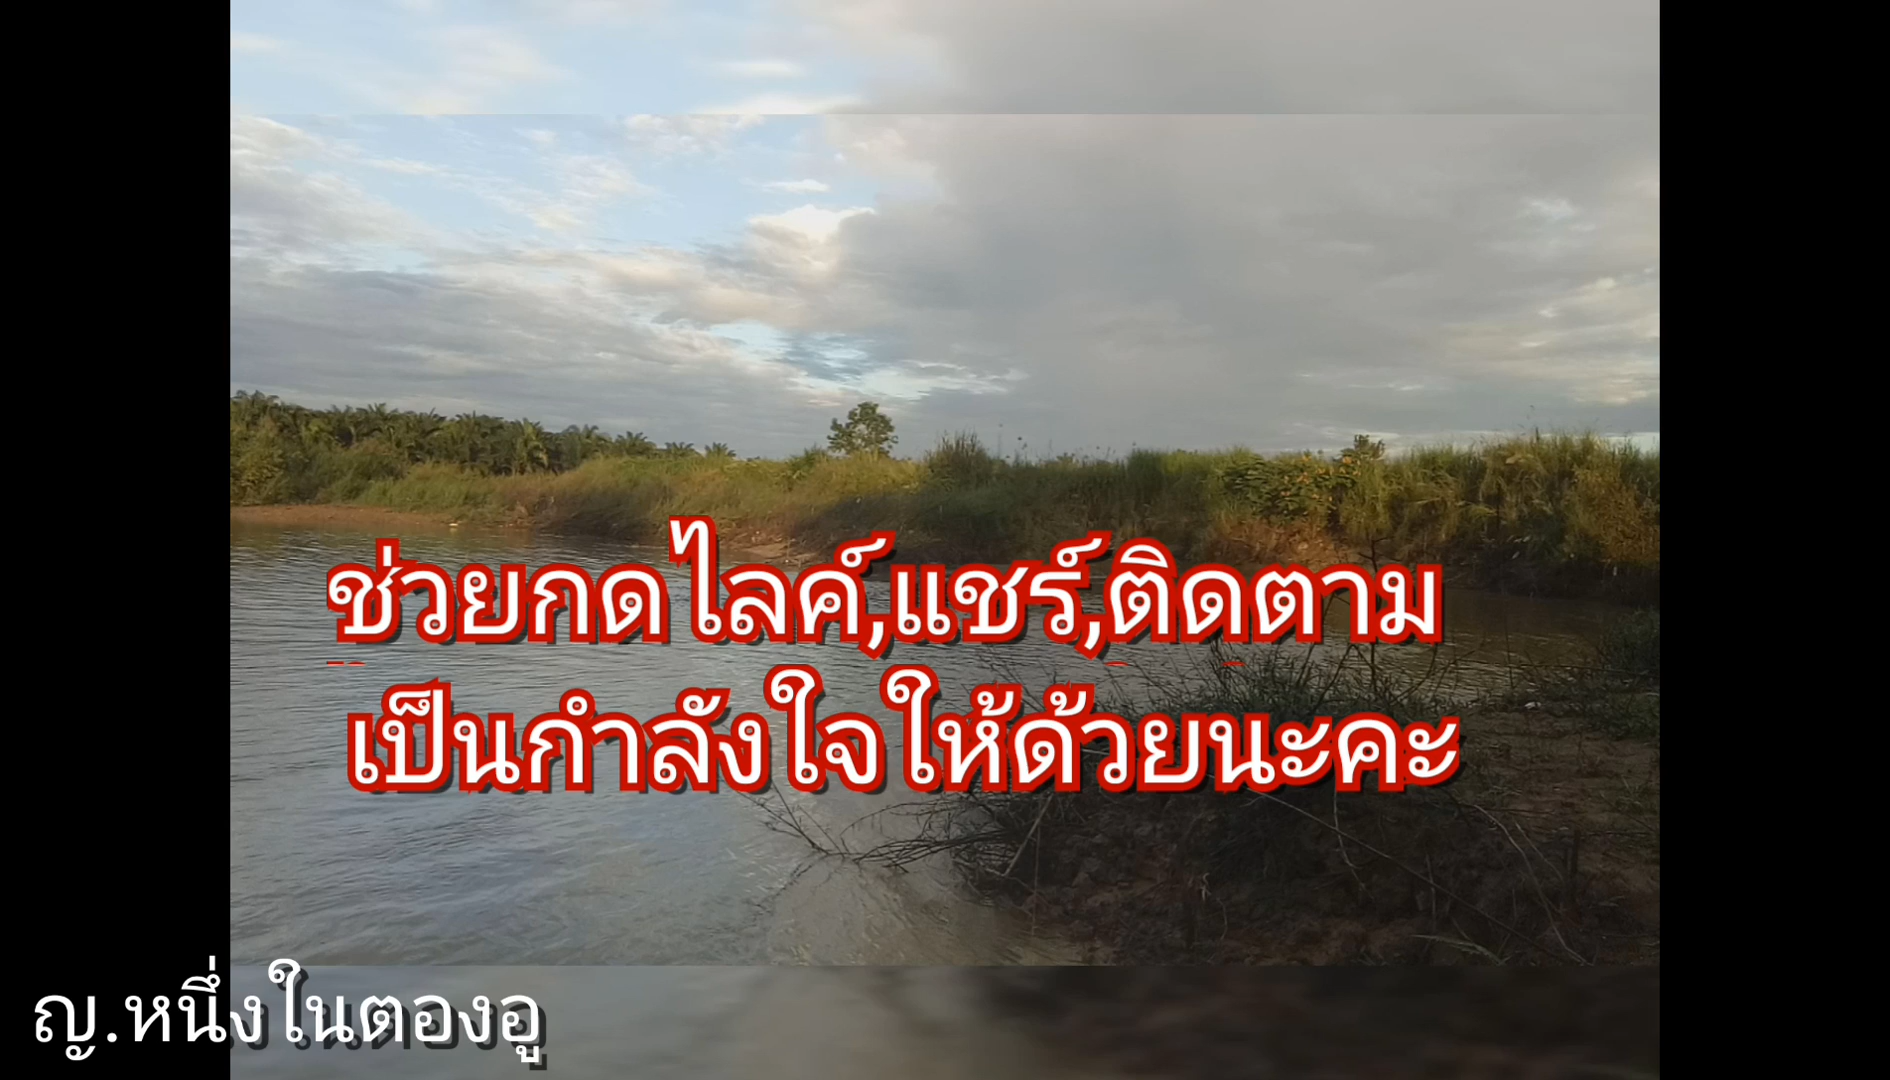 ช่วยกดไลค์,แชร์,ติดตาม
เป็นกำลังใจให้ด้วยนะคะ
ญ.หนึ่งในตองอู